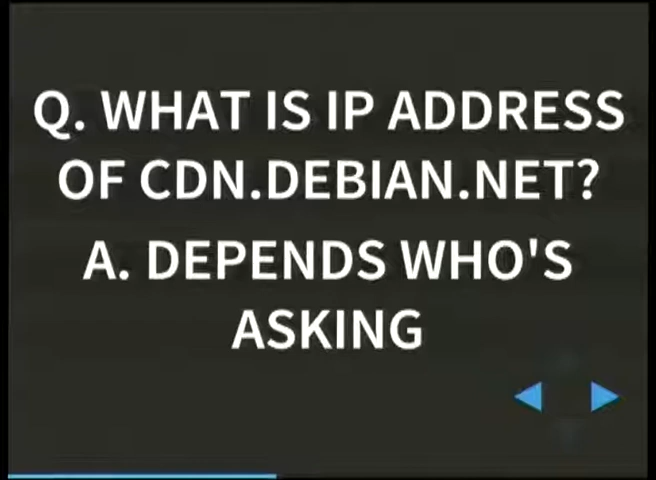 Q. WHAT IS IP ADDRESS
OF CDN.DEBIAN.NET?
A. DEPENDS WHO'S
ASKING